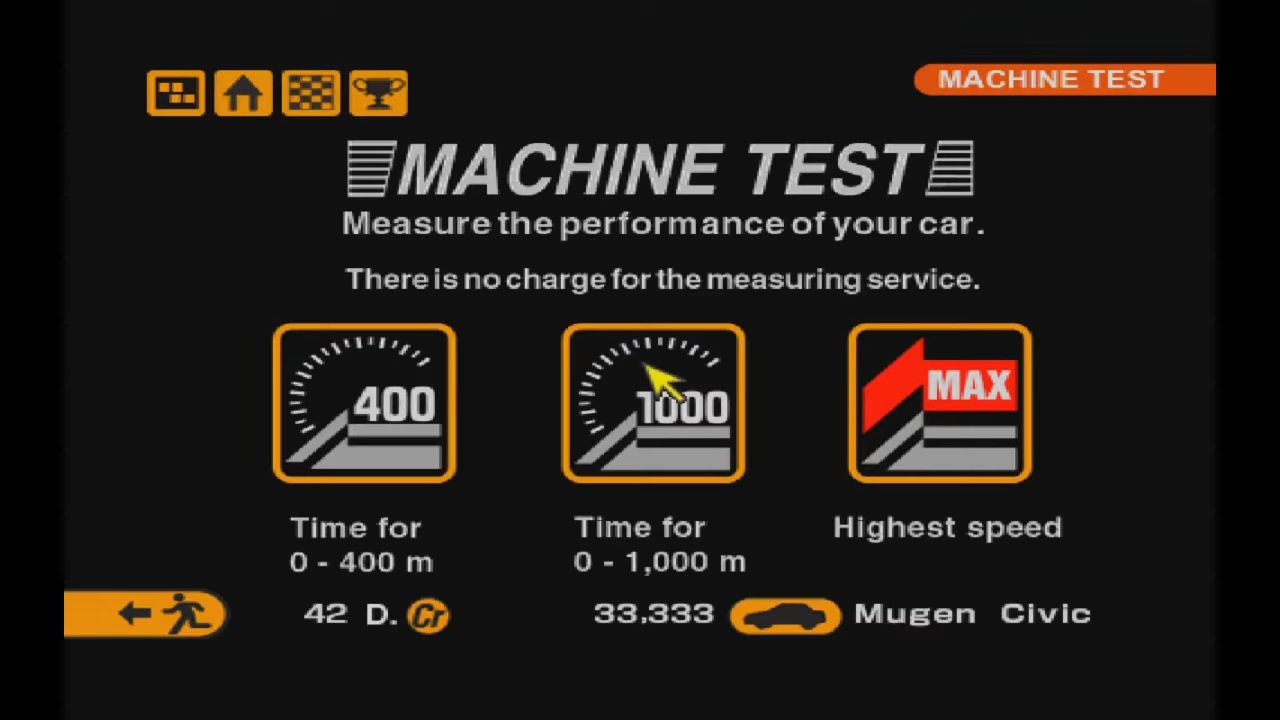 MACHINE TEST
MACHINE TEST
Measure the performance of your car.
There is no charge for the measuring service.
400
1000
MAX
Time for
0 - 400 m
Time for
0 - 1,000 m
Highest speed
42 D. Cr 33,333 Mugen Civic